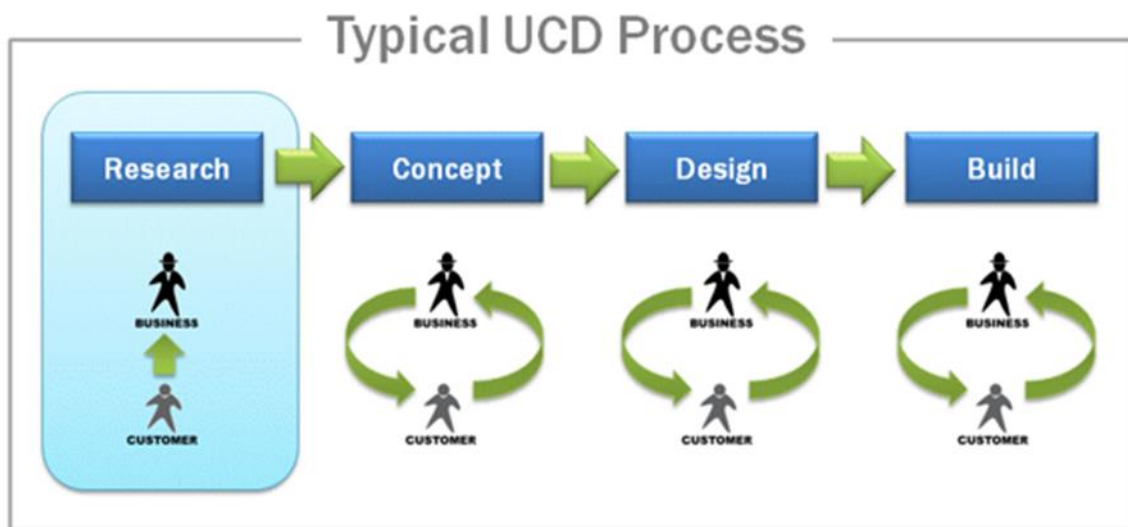 Typical UCD Process
Research
Concept
Design
Build
BUSINESS
BUSINESS
BUSINESS
BUSINESS
CUSTOMER
CUSTOMER
CUSTOMER
CUSTOMER